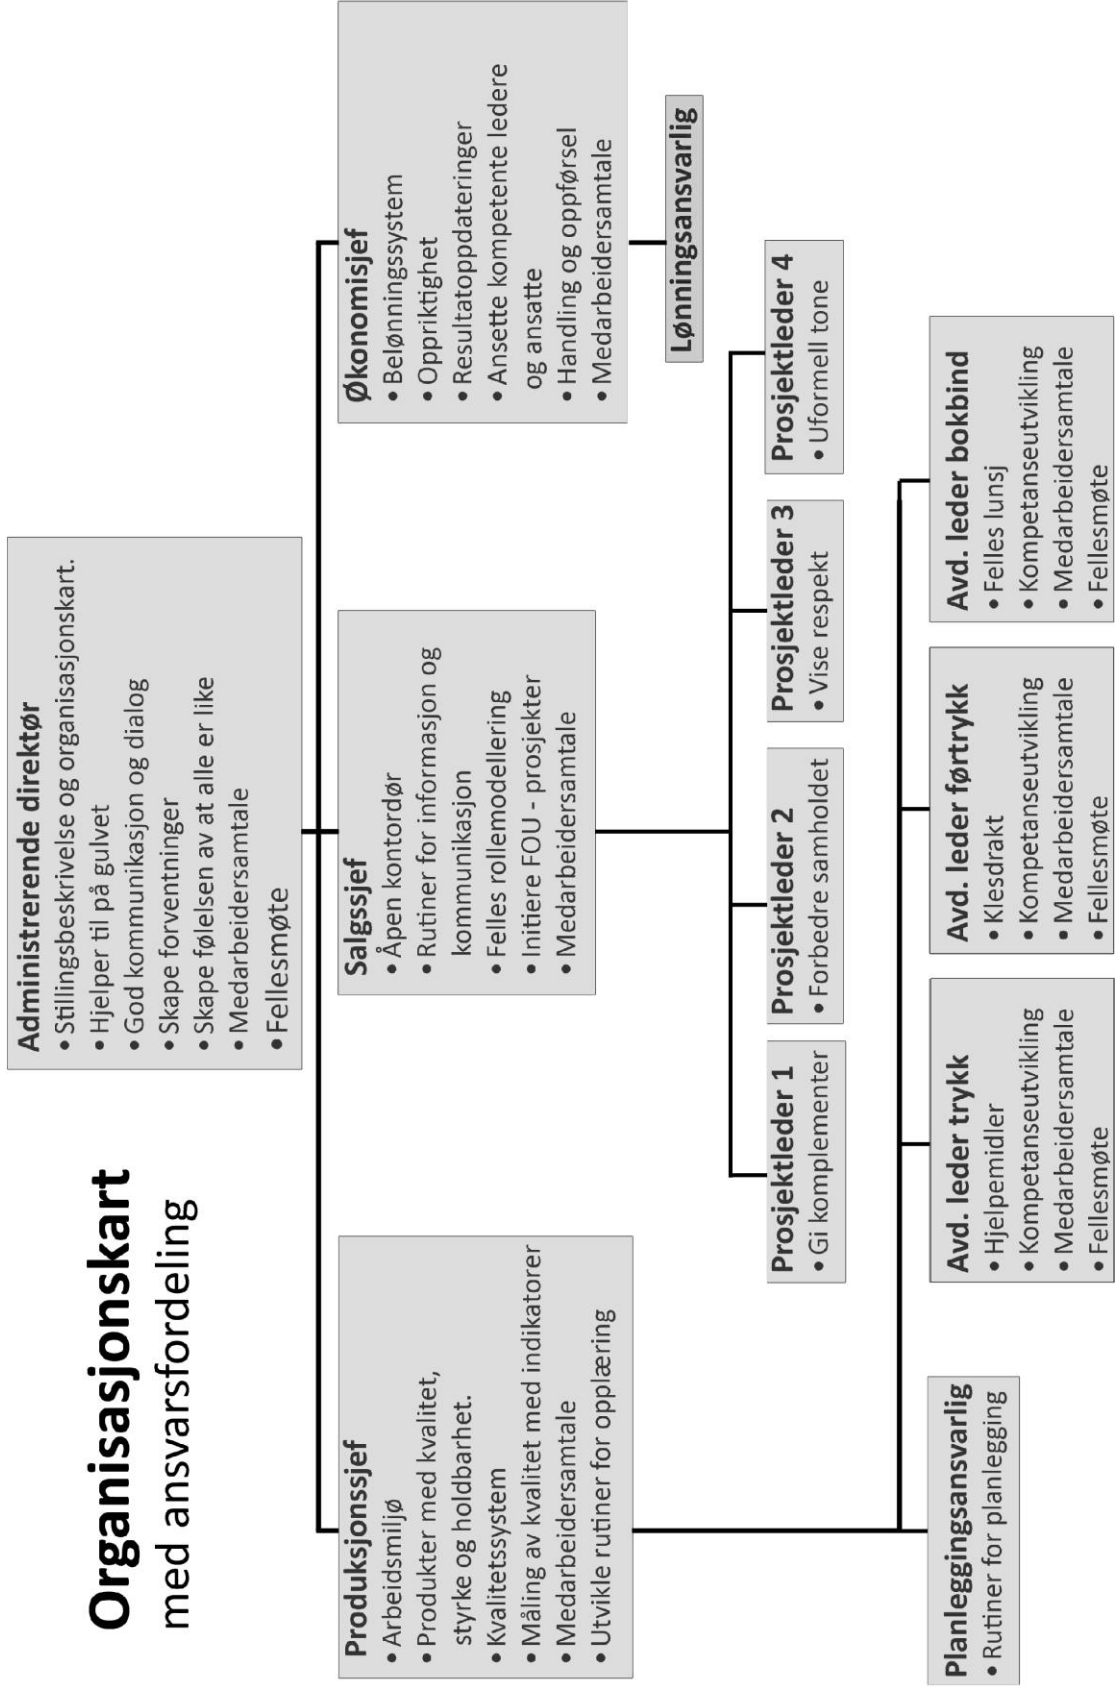 Organisasjonskart
med ansvarsfordeling
Administrerende direktør
• Stillingsbeskrivelse og organisasjonskart.
• Hjelper til på gulvet
• God kommunikasjon og dialog
• Skape forventninger
• Skape følelsen av at alle er like
• Medarbeidersamtale
• Fellesmøte
Produksjonssjef
• Arbeidsmiljø
• Produkter med kvalitet,
styrke og holdbarhet.
• Kvalitetssystem
• Måling av kvalitet med indikatorer
• Medarbeidersamtale
• Utvikle rutiner for opplæring
Salgssjef
• Åpen kontordør
• Rutiner for informasjon og
kommunikasjon
• Felles rollemodellering
• Initiere FOU - prosjekter
• Medarbeidersamtale
Økonomisjef
• Belønningssystem
• Oppriktighet
• Resultatoppdateringer
• Ansette kompetente ledere
og ansatte
• Handling og oppførsel
• Medarbeidersamtale
Lønningsansvarlig
Prosjektleder 1
• Gi komplementer
Prosjektleder 2
• Forbedre samholdet
Prosjektleder 3
• Vise respekt
Prosjektleder 4
• Uformell tone
Planleggingsansvarlig
• Rutiner for planlegging
Avd. leder trykk
• Hjelpemidler
• Kompetanseutvikling
• Medarbeidersamtale
• Fellesmøte
Avd. leder førtrykk
• Klesdrakt
• Kompetanseutvikling
• Medarbeidersamtale
• Fellesmøte
Avd. leder bokbind
• Felles lunsj
• Kompetanseutvikling
• Medarbeidersamtale
• Fellesmøte